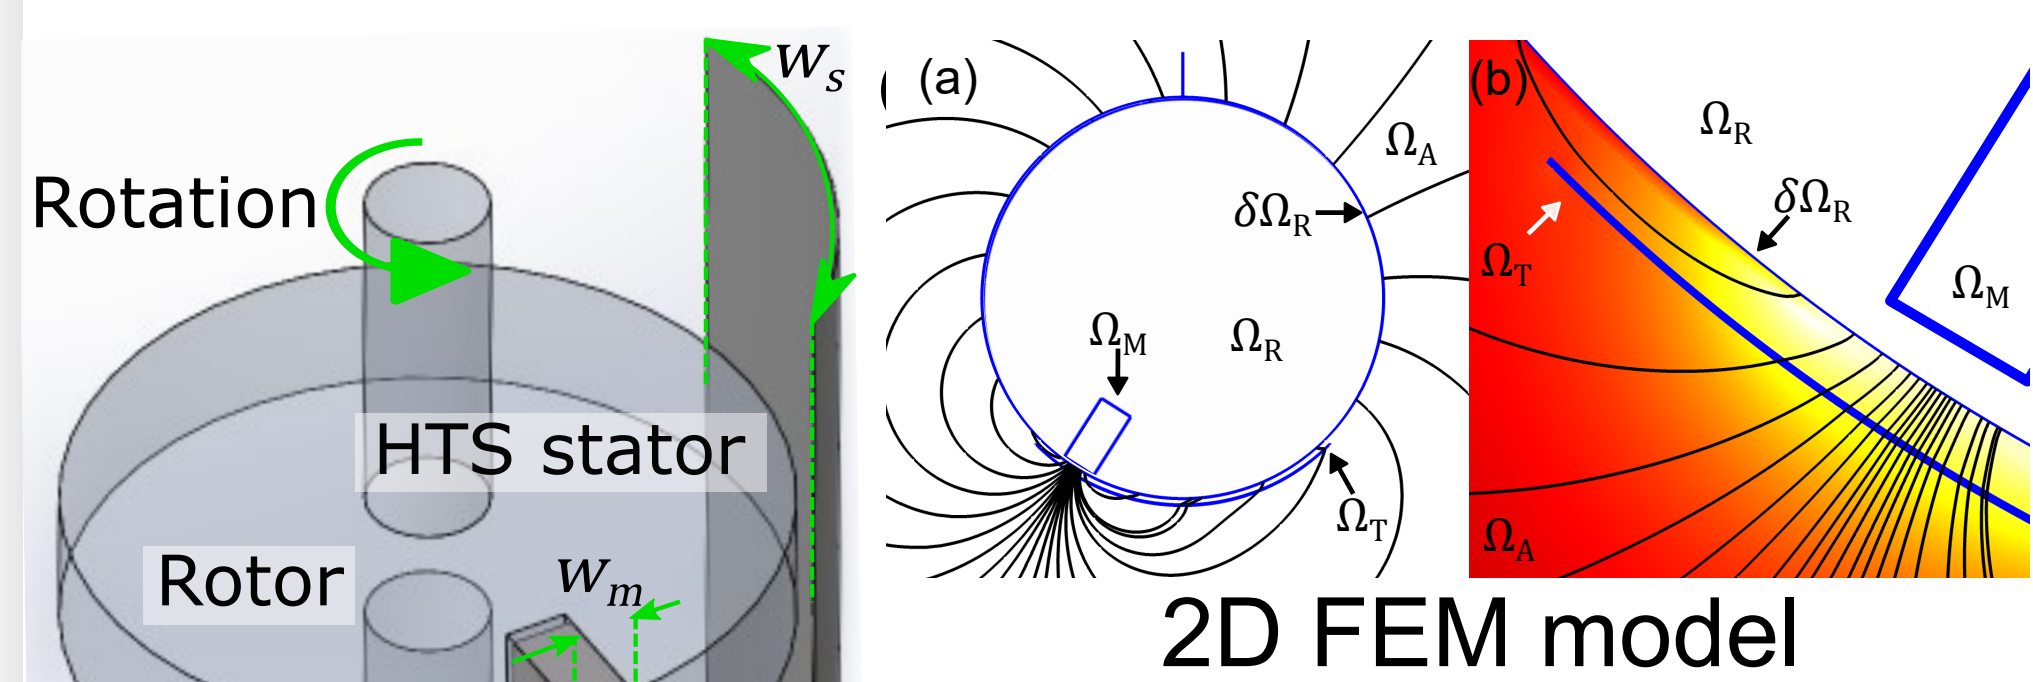 w_s
Rotation
HTS stator
Rotor
w_m
(a)
Ω_A
δΩ_R
Ω_M
Ω_R
Ω_T
(b)
Ω_R
δΩ_R
Ω_T
Ω_M
Ω_A
2D FEM model